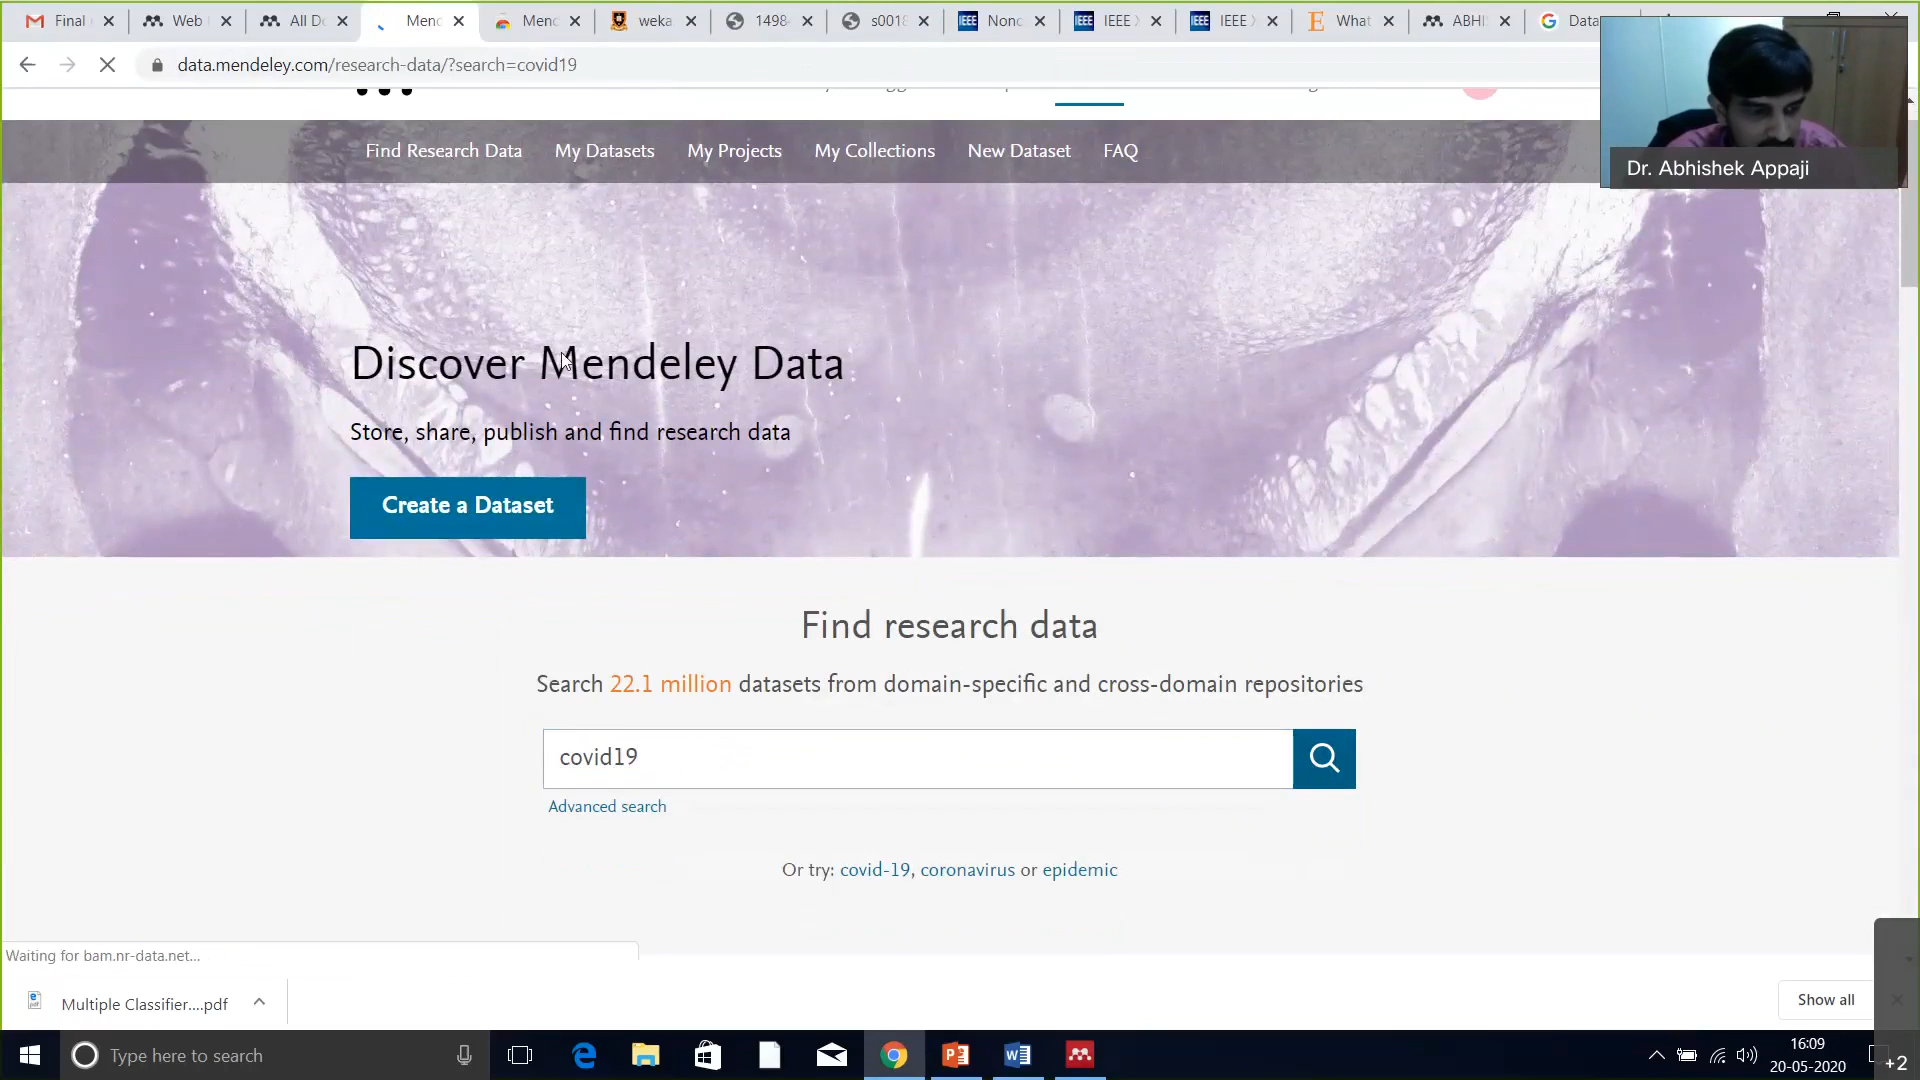 Final
Web
All D
Menc
Menc
weka
1498
s0018
IEEE Nonc
IEEE IEEE
IEEE IEEE
What
ABHI
Data
data.mendeley.com/research-data/?search=covid19
Dr. Abhishek Appaji
Find Research Data My Datasets My Projects My Collections New Dataset FAQ
Discover Mendeley Data
Store, share, publish and find research data
Create a Dataset
Find research data
Search 22.1 million datasets from domain-specific and cross-domain repositories
covid19
Advanced search
Or try: covid-19, coronavirus or epidemic
Waiting for bam.nr-data.net...
Multiple Classifier....pdf
Show all
Type here to search
16:09
20-05-2020
+2